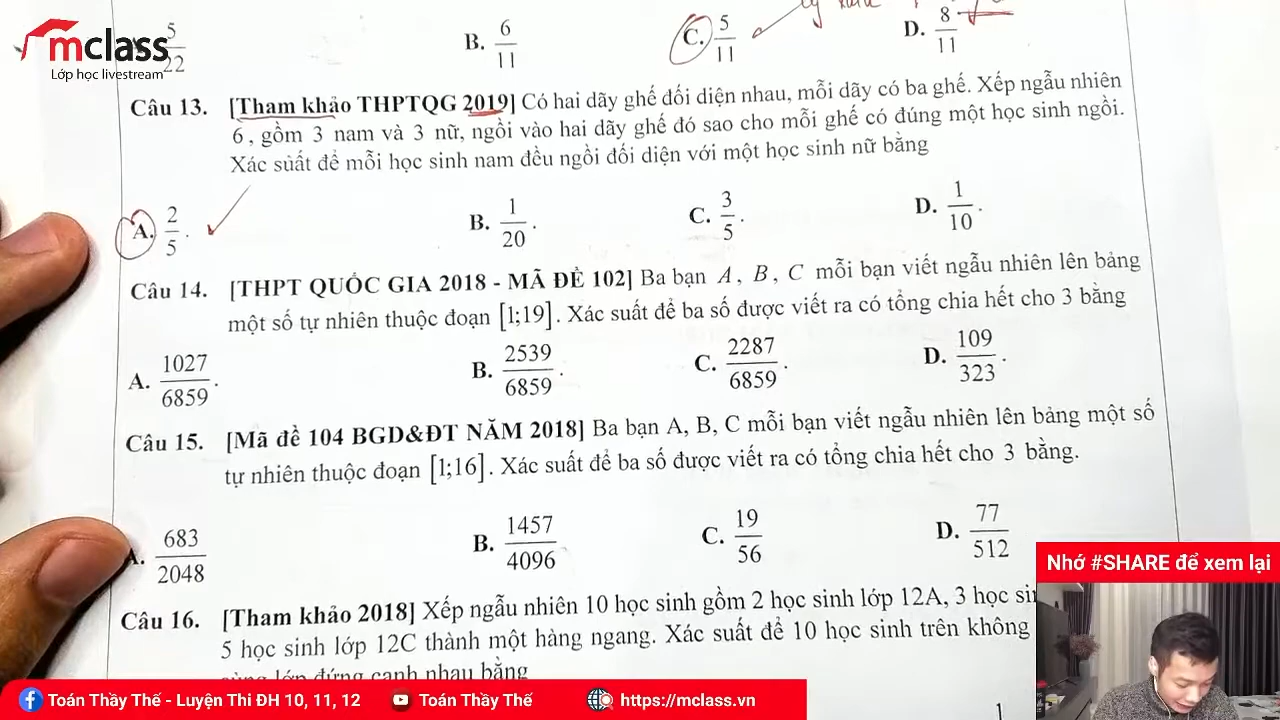 mclass
Lớp học livestream
5
22
B. 6/11
C. 5/11
D. 8/11
Câu 13. [Tham khảo THPTQG 2019] Có hai dãy ghế đối diện nhau, mỗi dãy có ba ghế. Xếp ngẫu nhiên
6, gồm 3 nam và 3 nữ, ngồi vào hai dãy ghế đó sao cho mỗi ghế có đúng một học sinh ngồi.
Xác suất để mỗi học sinh nam đều ngồi đối diện với một học sinh nữ bằng
A. 2/5. B. 1/20. C. 3/5. D. 1/10.
Câu 14. [THPT QUỐC GIA 2018 - MÃ ĐỀ 102] Ba bạn A, B, C mỗi bạn viết ngẫu nhiên lên bảng
một số tự nhiên thuộc đoạn [1;19]. Xác suất để ba số được viết ra có tổng chia hết cho 3 bằng
A. 1027/6859. B. 2539/6859. C. 2287/6859. D. 109/323.
Câu 15. [Mã đề 104 BGD&ĐT NĂM 2018] Ba bạn A, B, C mỗi bạn viết ngẫu nhiên lên bảng một số
tự nhiên thuộc đoạn [1;16]. Xác suất để ba số được viết ra có tổng chia hết cho 3 bằng.
A. 683/2048 B. 1457/4096 C. 19/56 D. 77/512
Câu 16. [Tham khảo 2018] Xếp ngẫu nhiên 10 học sinh gồm 2 học sinh lớp 12A, 3 học
5 học sinh lớp 12C thành một hàng ngang. Xác suất để 10 học sinh trên không
lớp đứng cạnh nhau bằng
1
Nhớ #SHARE để xem lại
Toán Thầy Thế - Luyện Thi ĐH 10, 11, 12
Toán Thầy Thế
https://mclass.vn